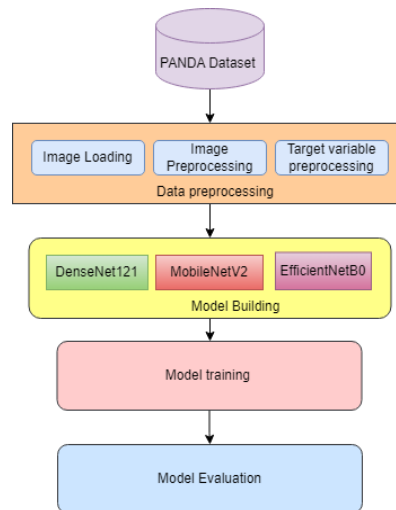 PANDA Dataset
Image Loading
Image
Preprocessing
Target variable
preprocessing
Data preprocessing
DenseNet121
MobileNetV2
EfficientNetB0
Model Building
Model training
Model Evaluation